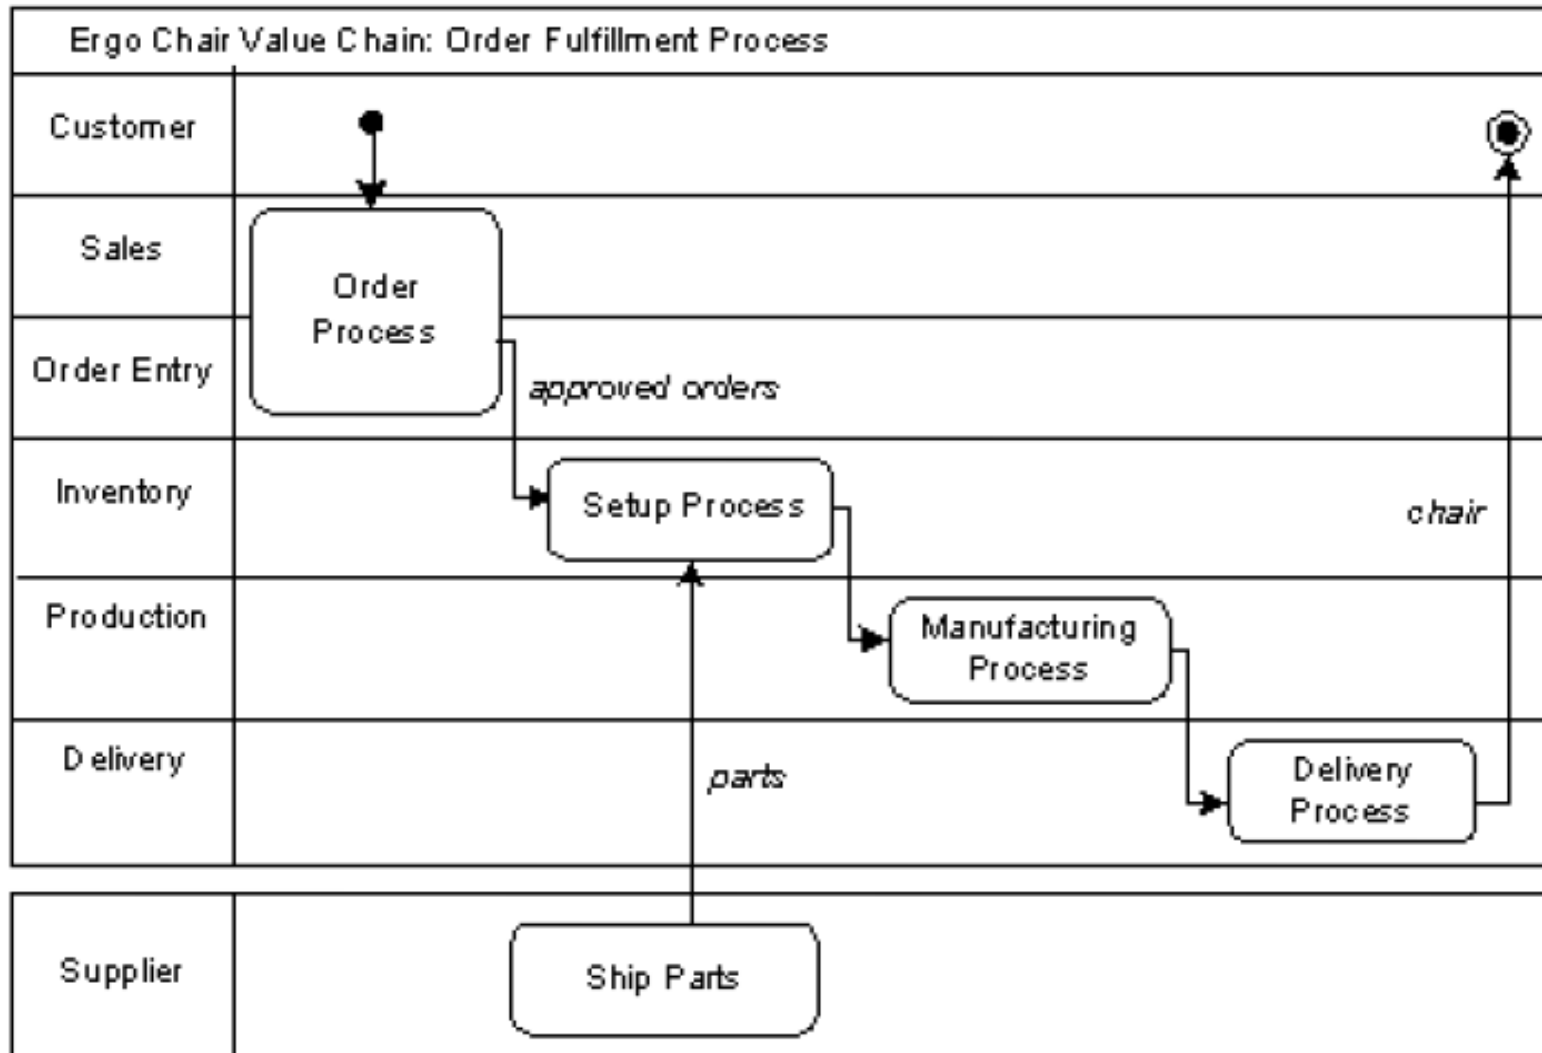 Ergo Chair Value Chain: Order Fulfillment Process
Customer
Sales
Order
Process
Order Entry
approved orders
Inventory
Setup Process
chair
Production
Manufacturing
Process
Delivery
parts
Delivery
Process
Supplier
Ship Parts